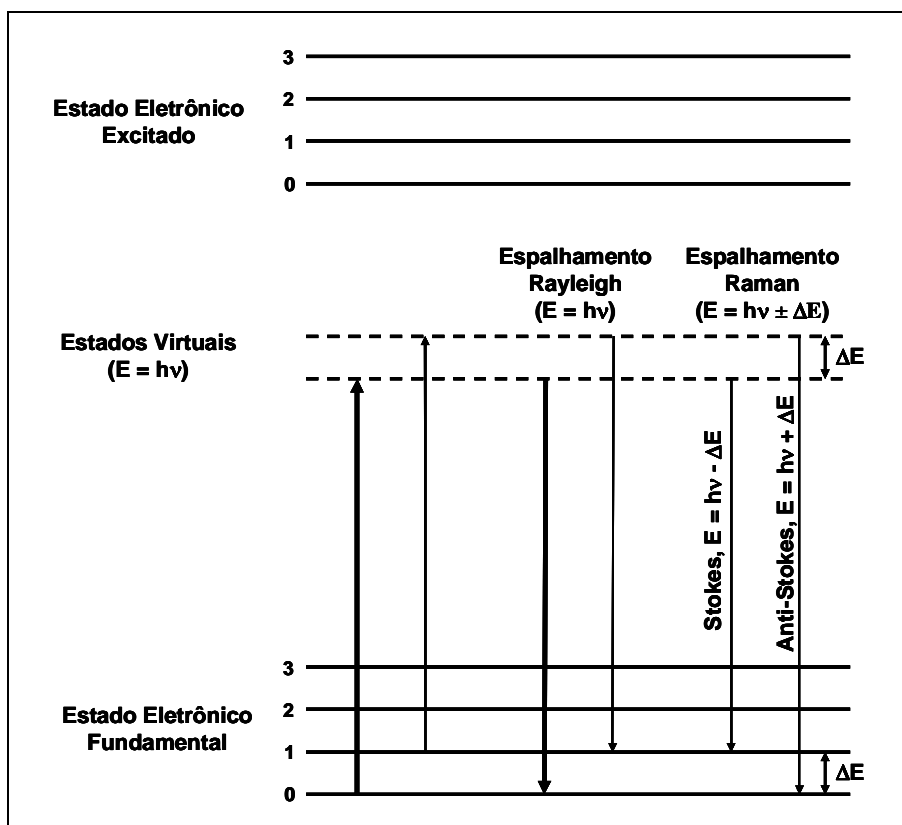 3
2
Estado Eletrônico
Excitado
1
0
Espalhamento
Rayleigh
(E = hν)
Espalhamento
Raman
(E = hν ± ΔE)
Estados Virtuais
(E = hν)
ΔE
Stokes, E = hν - ΔE
Anti-Stokes, E = hν + ΔE
3
2
Estado Eletrônico
Fundamental
1
ΔE
0